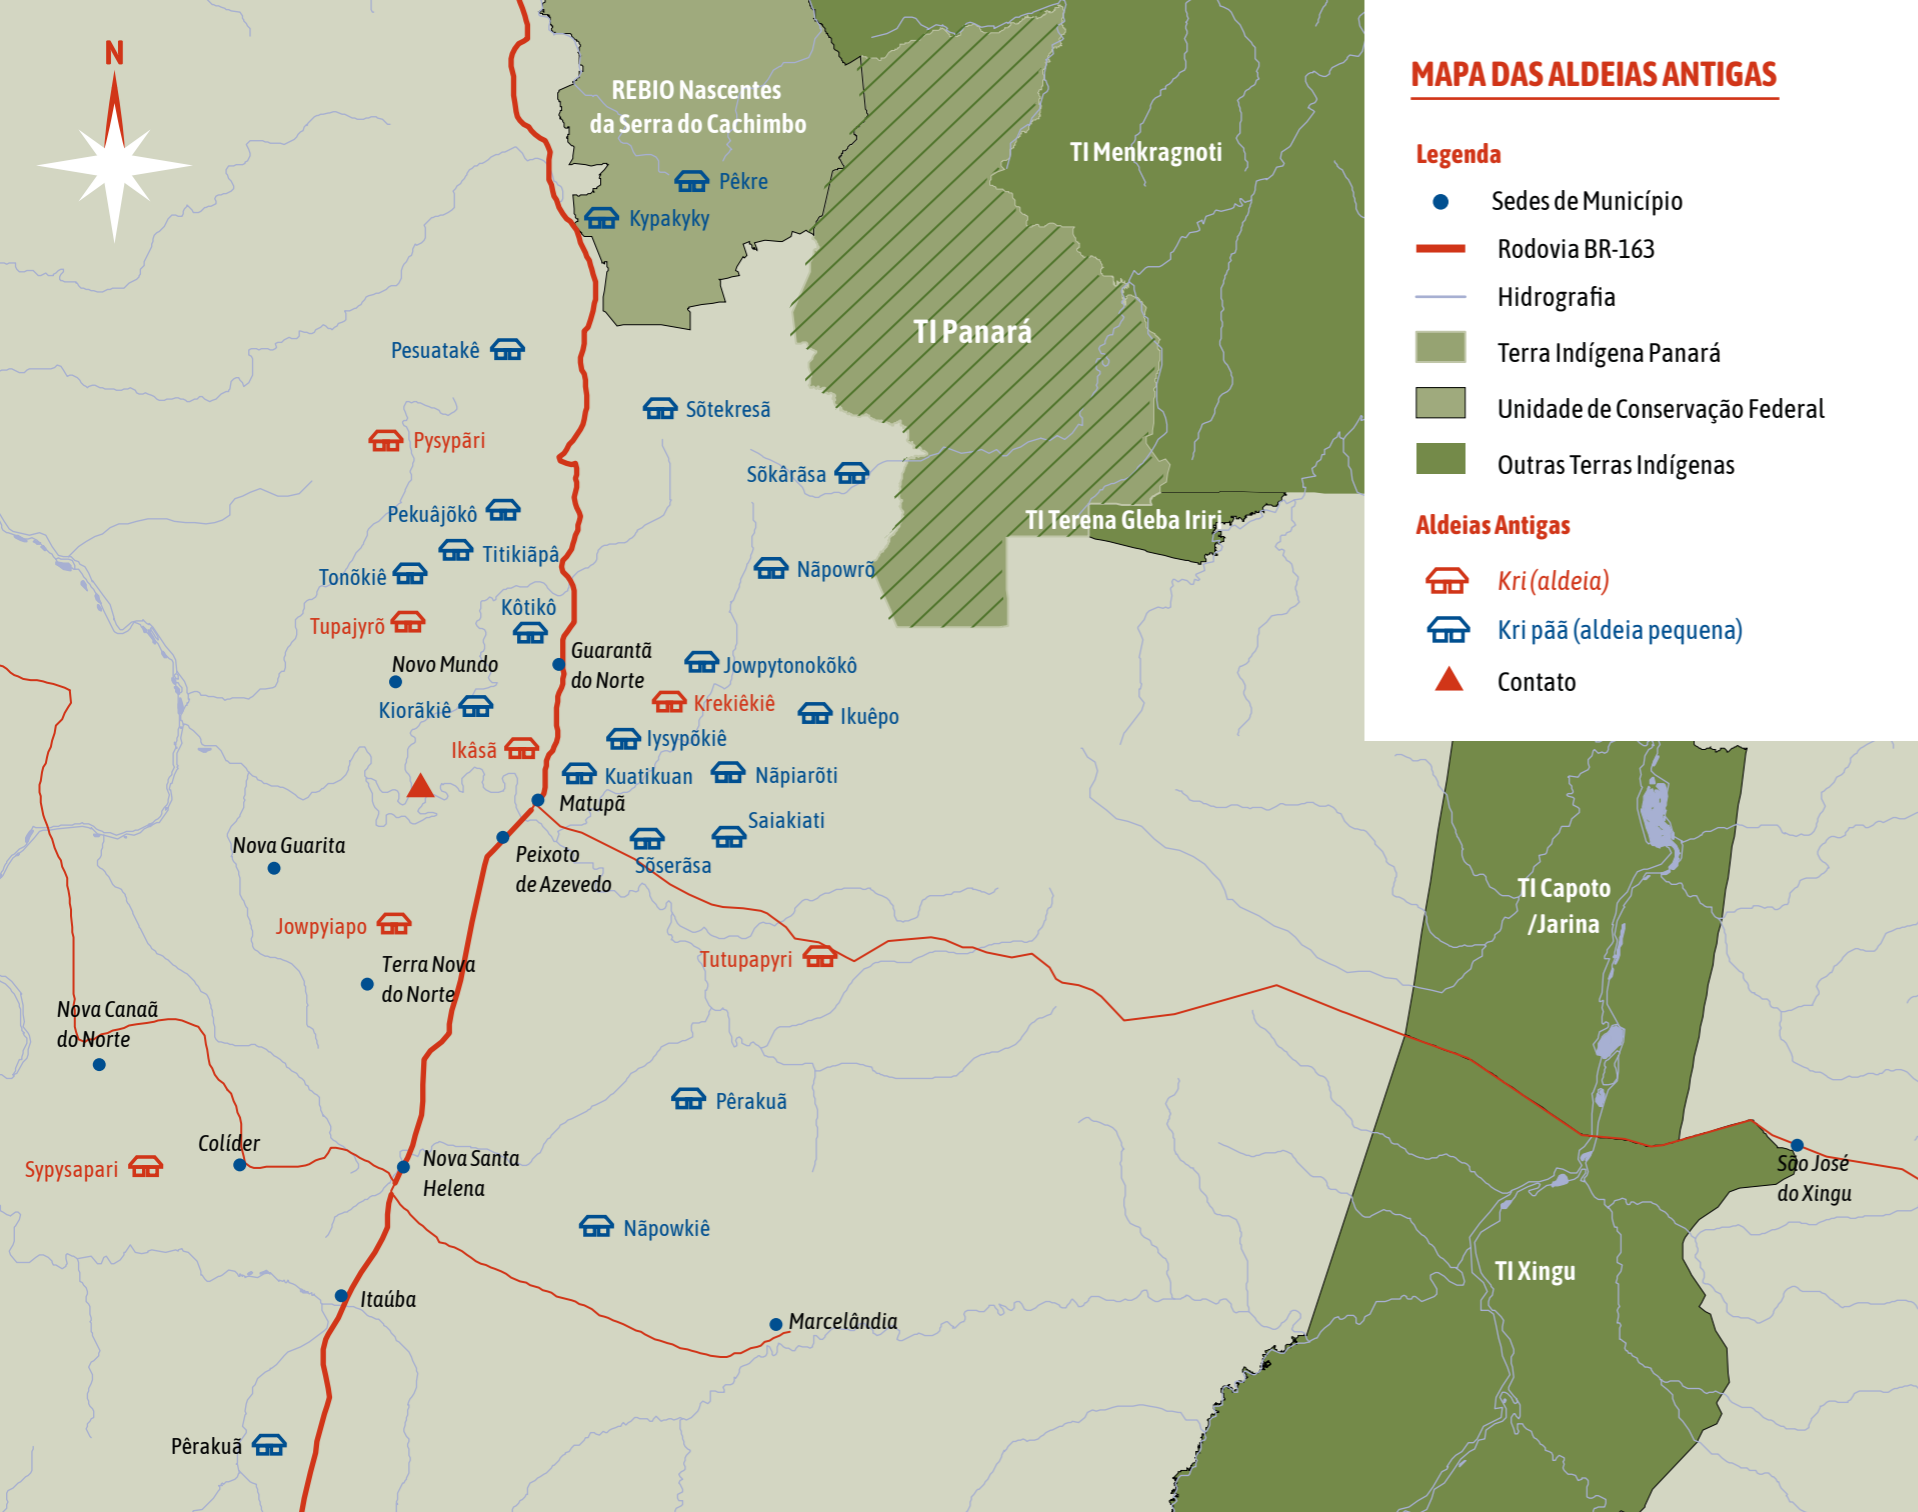 N
REBIO Nascentes
da Serra do Cachimbo
Pêkre
Kypakyky
TI Menkragnoti
TI Panará
Pesuatakê
Sõtekresã
Pysypãri
Sõkârãsa
Pekuâjõkô
TI Terena Gleba Iriri
Titikiãpâ
Tonõkiê
Nãpowrõ
Kôtikô
Tupajyrõ
Guarantã
do Norte
Novo Mundo
Jowpytonokõkô
Kiorãkiê
Krekiêkiê
Ikuêpo
Ikâsã
Iysypõkiê
Kuatikuan
Nãpiarõti
Matupã
Saiakiati
Nova Guarita
Peixoto
de Azevedo
Sõserãsa
TI Capoto
/Jarina
Jowpyiapo
Tutupapyri
Terra Nova
do Norte
Nova Canaã
do Norte
Pêrakuã
Colíder
Sypysapari
Nova Santa
Helena
São José
do Xingu
Nãpowkiê
TI Xingu
Itaúba
Marcelândia
Pêrakuã
MAPA DAS ALDEIAS ANTIGAS
Legenda
Sedes de Município
Rodovia BR-163
Hidrografia
Terra Indígena Panará
Unidade de Conservação Federal
Outras Terras Indígenas
Aldeias Antigas
Kri (aldeia)
Kri pãã (aldeia pequena)
Contato